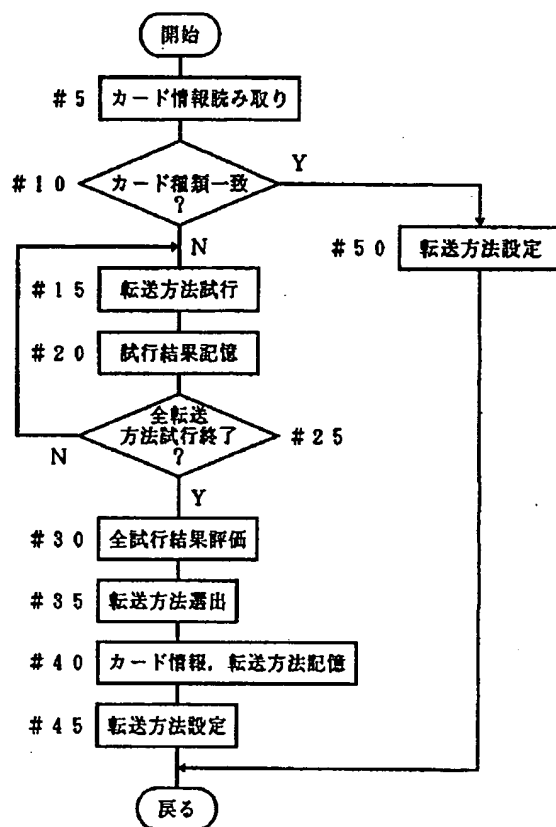 開始
#5 カード情報読み取り
#10 カード種類一致
?
Y
N
#50 転送方法設定
#15 転送方法試行
#20 試行結果記憶
全転送
方法試行終了
?
#25
N
Y
#30 全試行結果評価
#35 転送方法選出
#40 カード情報,転送方法記憶
#45 転送方法設定
戻る